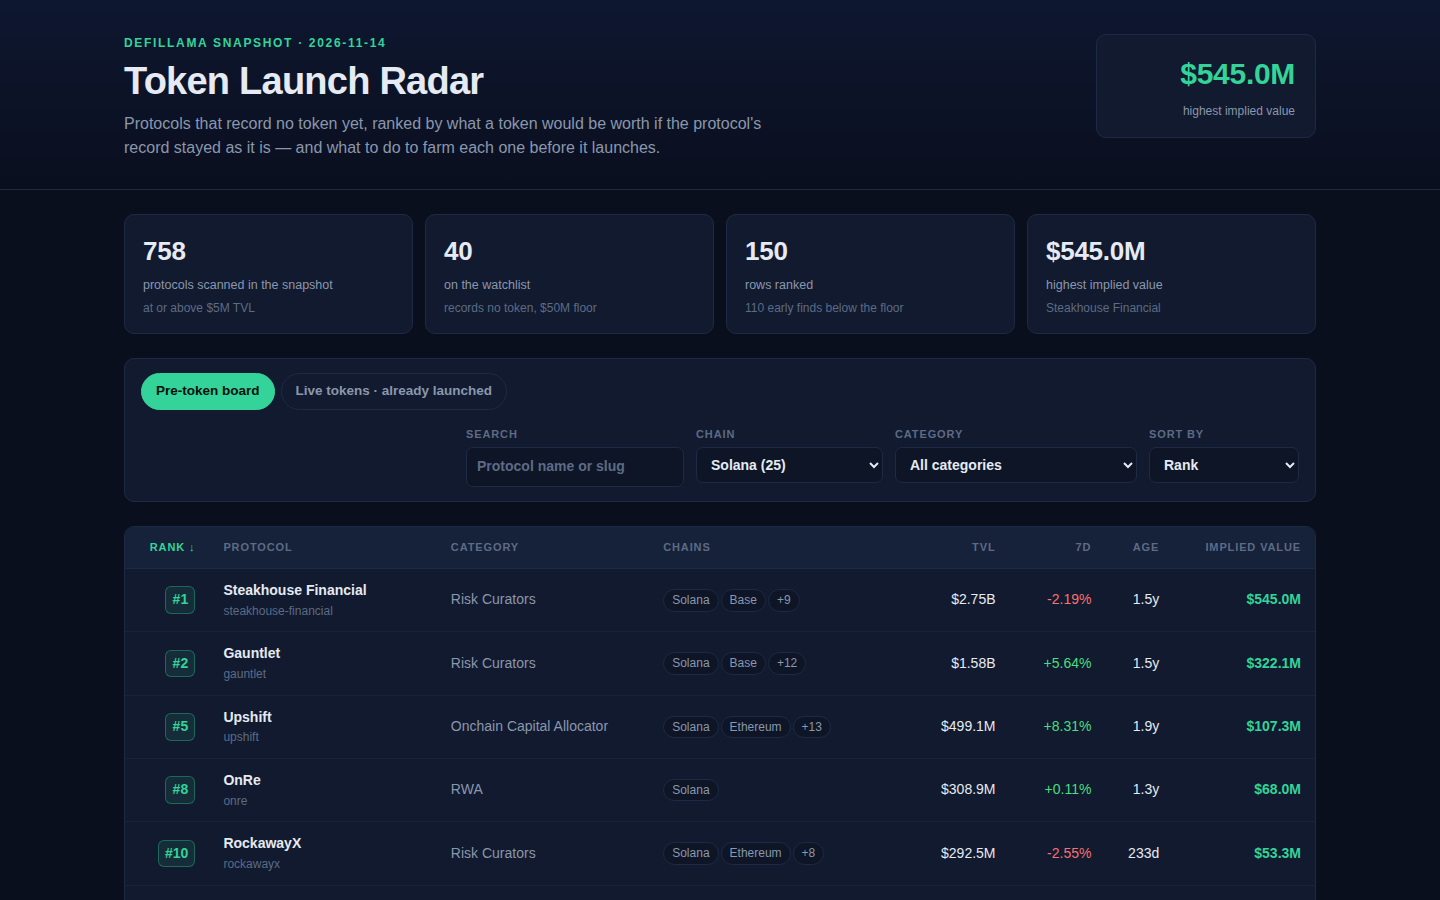 DEFILLAMA SNAPSHOT · 2026-11-14
Token Launch Radar
Protocols that record no token yet, ranked by what a token would be worth if the protocol's
record stayed as it is — and what to do to farm each one before it launches.
$545.0M
highest implied value
758
protocols scanned in the snapshot
at or above $5M TVL
40
on the watchlist
records no token, $50M floor
150
rows ranked
110 early finds below the floor
$545.0M
highest implied value
Steakhouse Financial
Pre-token board
Live tokens · already launched
SEARCH
Protocol name or slug
CHAIN
Solana (25)
CATEGORY
All categories
SORT BY
Rank
RANK ↓ PROTOCOL CATEGORY CHAINS TVL 7D AGE IMPLIED VALUE
#1 Steakhouse Financial Risk Curators Solana Base +9 $2.75B -2.19% 1.5y $545.0M
steakhouse-financial
#2 Gauntlet Risk Curators Solana Base +12 $1.58B +5.64% 1.5y $322.1M
gauntlet
#5 Upshift Onchain Capital Allocator Solana Ethereum +13 $499.1M +8.31% 1.9y $107.3M
upshift
#8 OnRe RWA Solana $308.9M +0.11% 1.3y $68.0M
onre
#10 RockawayX Risk Curators Solana Ethereum +8 $292.5M -2.55% 233d $53.3M
rockawayx